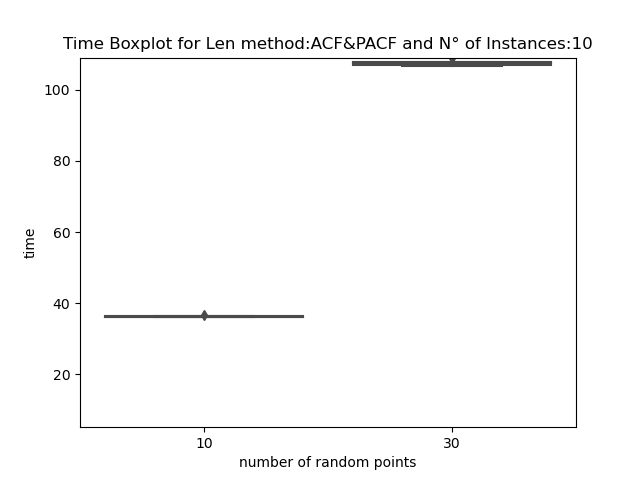 Time Boxplot for Len method:ACF&PACF and N° of Instances:10
100
80
60
40
20
time
10 30
number of random points